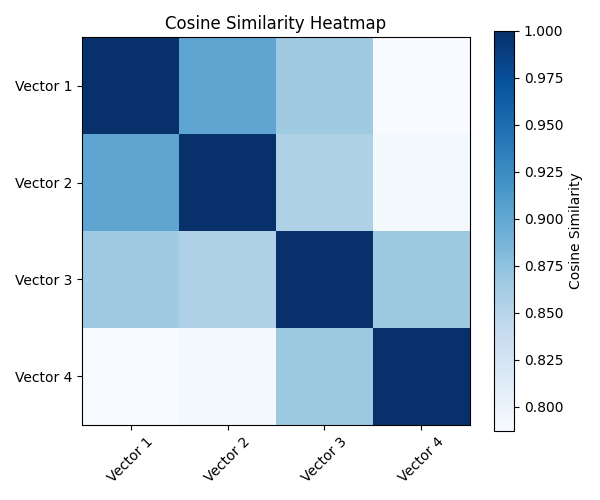 Cosine Similarity Heatmap
Vector 1
Vector 2
Vector 3
Vector 4
Vector 1
Vector 2
Vector 3
Vector 4
1.000
0.975
0.950
0.925
0.900
0.875
0.850
0.825
0.800
Cosine Similarity